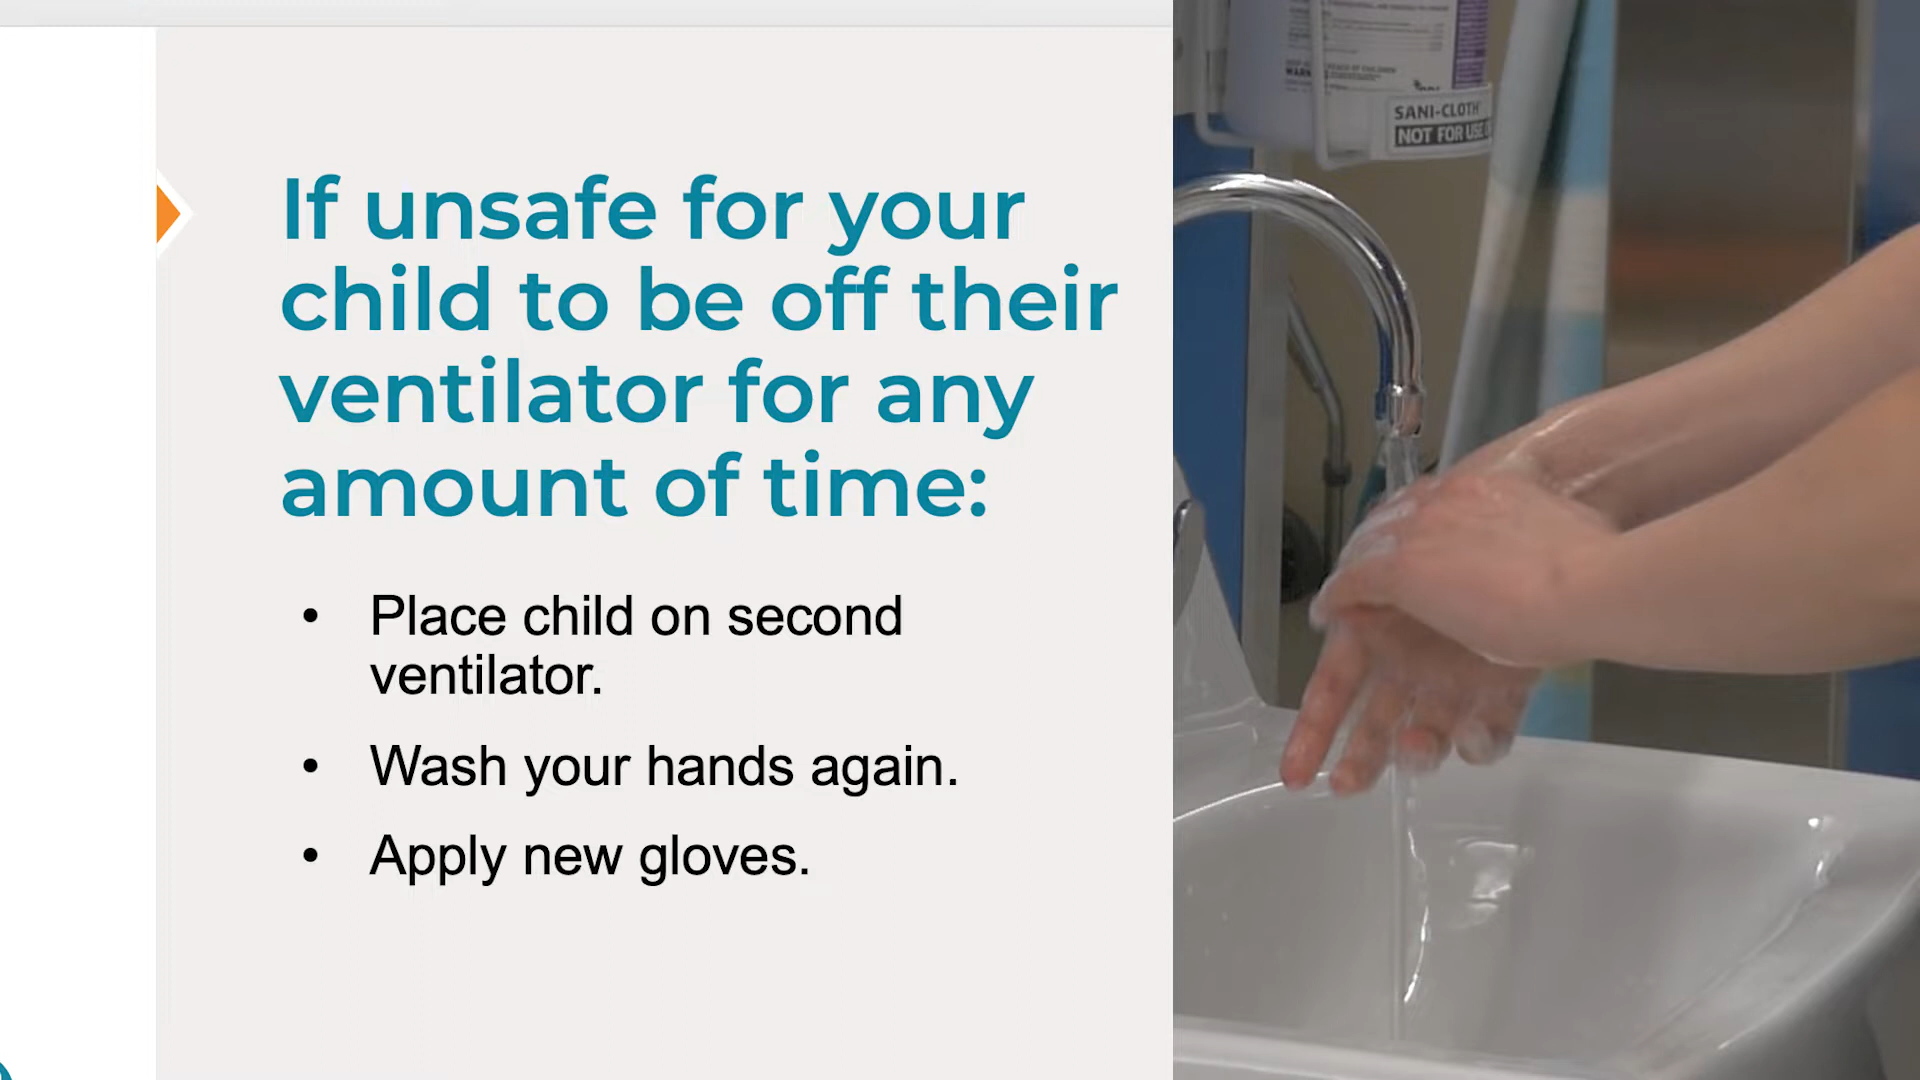 If unsafe for your
child to be off their
ventilator for any
amount of time:
• Place child on second
ventilator.
• Wash your hands again.
• Apply new gloves.
SANI-CLOTH
NOT FOR USE